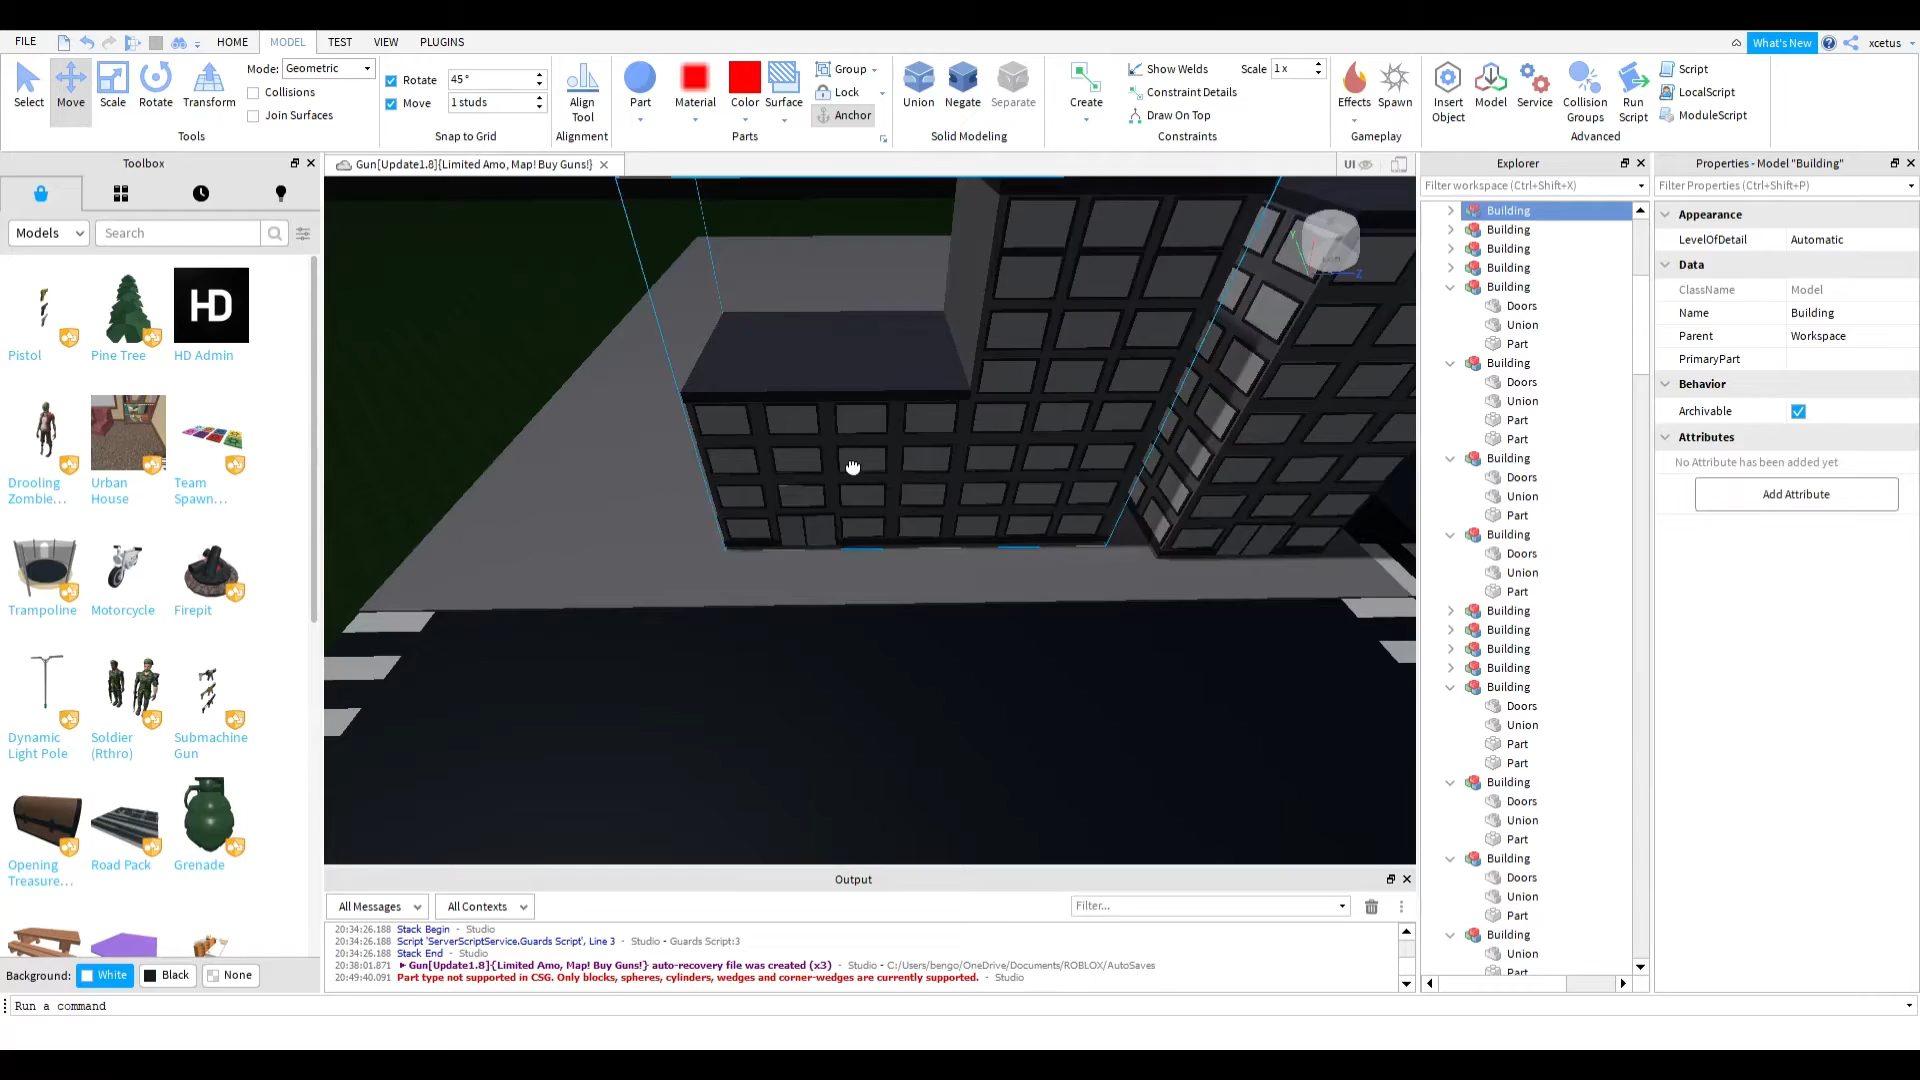 FILE HOME MODEL TEST VIEW PLUGINS What's New xcetus
Select Move Scale Rotate Transform
Mode: Geometric
Collisions
Join Surfaces
Tools
Rotate 45°
Move 1 studs
Snap to Grid
Align Tool
Alignment
Part Material Color Surface
Group
Lock
Anchor
Parts
Union Negate Separate
Solid Modeling
Create
Show Welds Scale 1x
Constraint Details
Draw On Top
Constraints
Effects Spawn
Gameplay
Insert Object
Model
Service
Collision Groups
Run Script
Script
LocalScript
ModuleScript
Advanced
Toolbox
Models Search
Pistol Pine Tree HD HD Admin
Drooling Zombie... Urban House Team Spawn...
Trampoline Motorcycle Firepit
Dynamic Light Pole Soldier (Rthro) Submachine Gun
Opening Treasure... Road Pack Grenade
Background: White Black None
Run a command
Gun[Update1.8]{Limited Amo, Map! Buy Guns!}
UI
Y
Z
Output
All Messages All Contexts Filter...
20:34:26.188 Stack Begin - Studio
20:34:26.188 Script 'ServerScriptService.Guards Script', Line 3 - Studio - Guards Script:3
20:34:26.188 Stack End - Studio
20:38:01.871 Gun[Update1.8]{Limited Amo, Map! Buy Guns!} auto-recovery file was created (x3) - Studio - C:/Users/bengo/OneDrive/Documents/ROBLOX/AutoSaves
20:49:40.091 Part type not supported in CSG. Only blocks, spheres, cylinders, wedges and corner-wedges are currently supported. - Studio
Explorer
Filter workspace (Ctrl+Shift+X)
Building
Building
Building
Building
Building
Doors
Union
Part
Building
Doors
Union
Part
Part
Building
Doors
Union
Part
Building
Doors
Union
Part
Building
Building
Building
Building
Building
Doors
Union
Part
Part
Building
Doors
Union
Part
Building
Doors
Union
Part
Building
Union
Part
Properties - Model "Building"
Filter Properties (Ctrl+Shift+P)
Appearance
LevelOfDetail Automatic
Data
ClassName Model
Name Building
Parent Workspace
PrimaryPart
Behavior
Archivable
Attributes
No Attribute has been added yet
Add Attribute